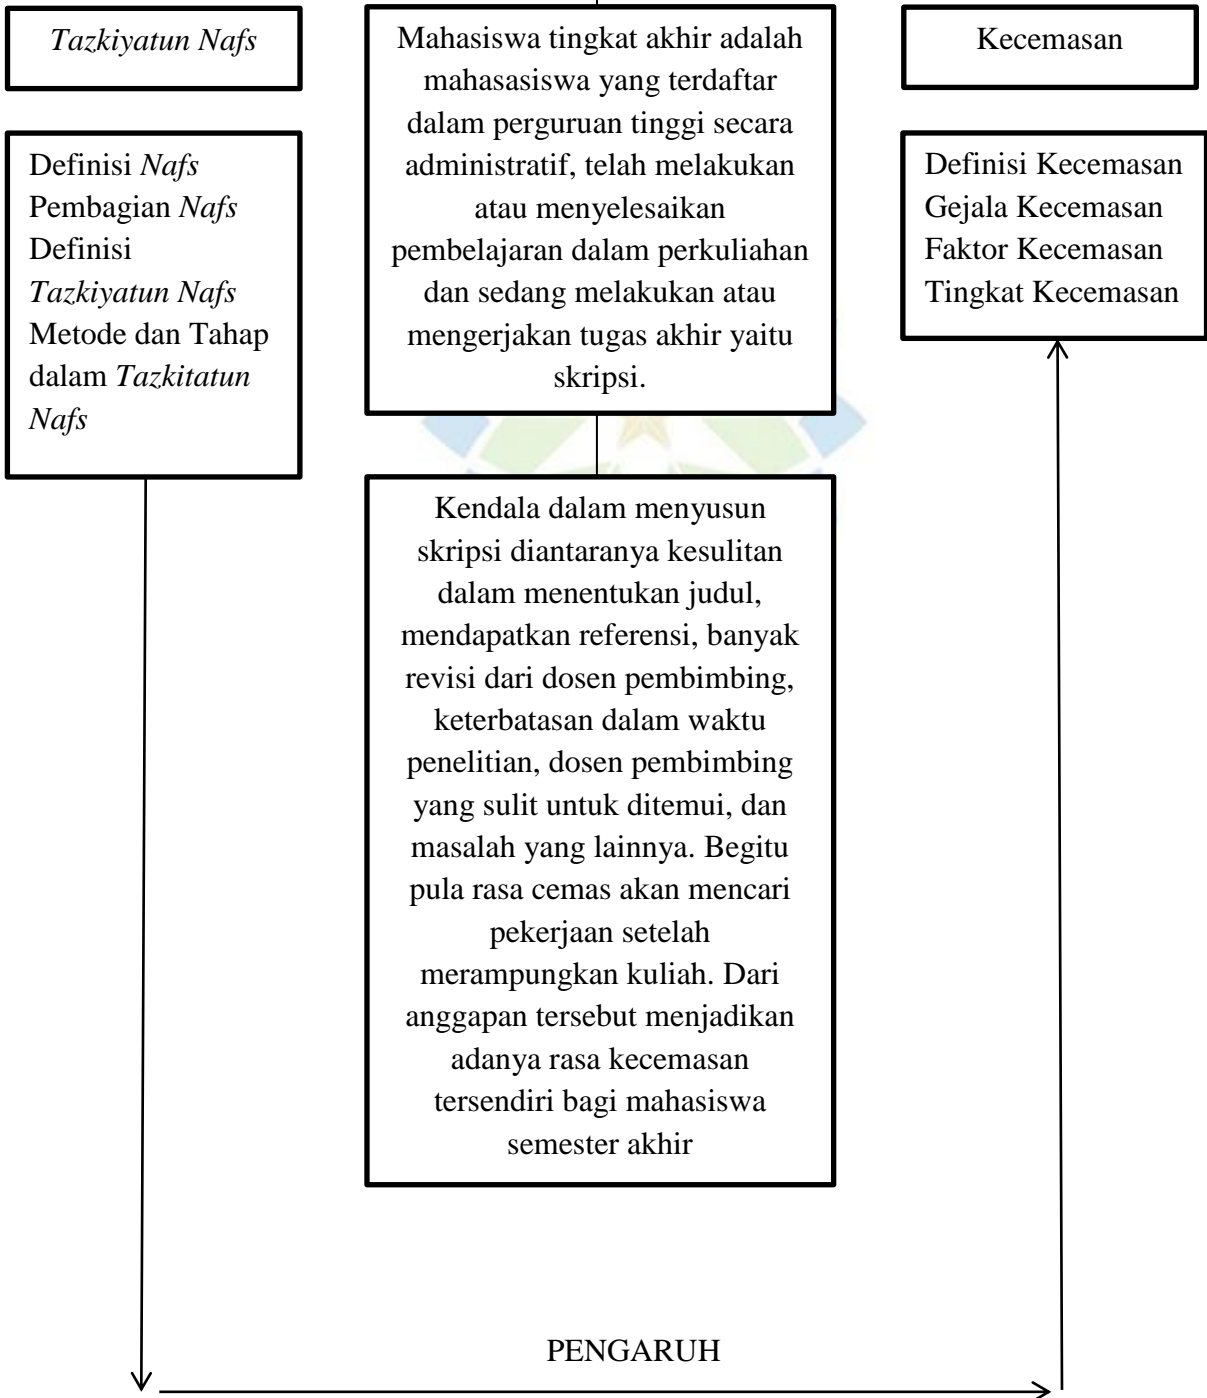 Tazkiyatun Nafs
Definisi Nafs
Pembagian Nafs
Definisi
Tazkiyatun Nafs
Metode dan Tahap
dalam Tazkitatun
Nafs
Mahasiswa tingkat akhir adalah
mahasasiswa yang terdaftar
dalam perguruan tinggi secara
administratif, telah melakukan
atau menyelesaikan
pembelajaran dalam perkuliahan
dan sedang melakukan atau
mengerjakan tugas akhir yaitu
skripsi.
Kendala dalam menyusun
skripsi diantaranya kesulitan
dalam menentukan judul,
mendapatkan referensi, banyak
revisi dari dosen pembimbing,
keterbatasan dalam waktu
penelitian, dosen pembimbing
yang sulit untuk ditemui, dan
masalah yang lainnya. Begitu
pula rasa cemas akan mencari
pekerjaan setelah
merampungkan kuliah. Dari
anggapan tersebut menjadikan
adanya rasa kecemasan
tersendiri bagi mahasiswa
semester akhir
Kecemasan
Definisi Kecemasan
Gejala Kecemasan
Faktor Kecemasan
Tingkat Kecemasan
PENGARUH